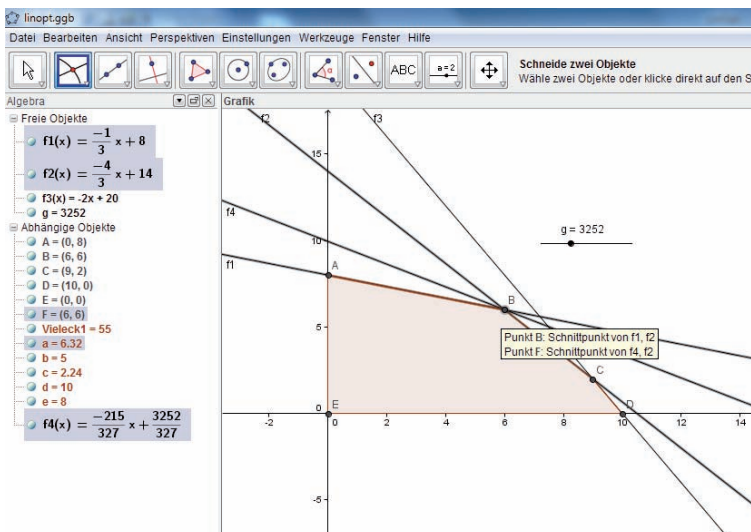 linopt.ggb
Datei Bearbeiten Ansicht Perspektiven Einstellungen Werkzeuge Fenster Hilfe
ABC
a=2
Schneide zwei Objekte
Wähle zwei Objekte oder klicke direkt auf den S
Algebra
Freie Objekte
f1(x) = -1/3 x + 8
f2(x) = -4/3 x + 14
f3(x) = -2x + 20
g = 3252
Abhängige Objekte
A = (0, 8)
B = (6, 6)
C = (9, 2)
D = (10, 0)
E = (0, 0)
F = (6, 6)
Vieleck1 = 55
a = 6.32
b = 5
c = 2.24
d = 10
e = 8
f4(x) = -215/327 x + 3252/327
Grafik
f2
f3
15
g = 3252
f4
10
f1
A
B
5
Punkt B: Schnittpunkt von f1, f2
Punkt F: Schnittpunkt von f4, f2
C
0
E
D
-2
0
2
4
6
8
10
12
14
-5